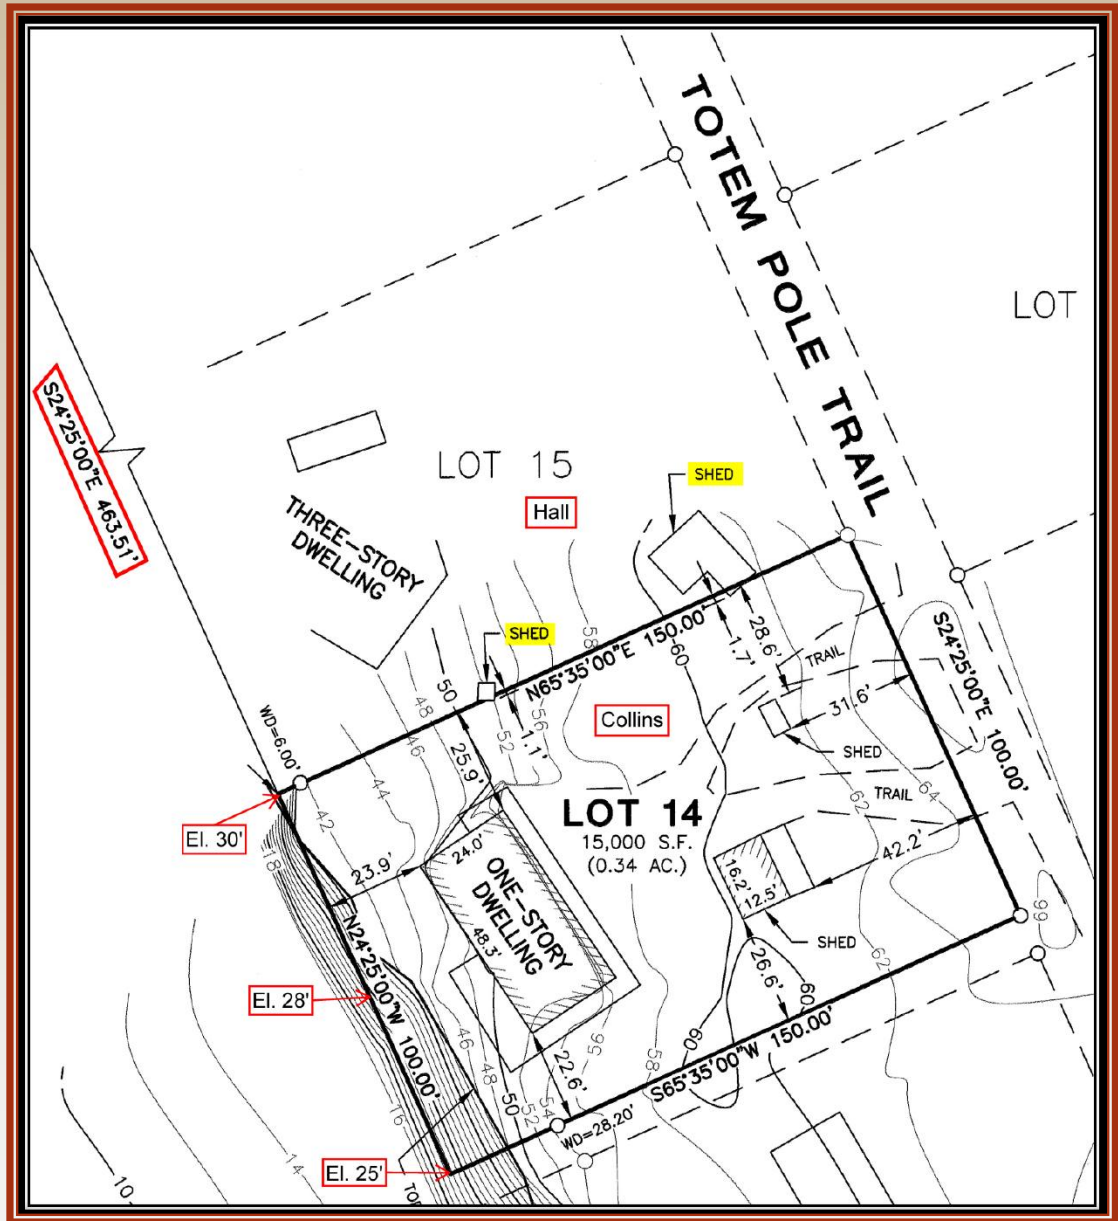 TOTEM POLE TRAIL
LOT
S24°25'00"E 463.51'
LOT 15
Hall
SHED
THREE-STORY
DWELLING
SHED
58
60
N65°35'00"E 150.00'
28.6'
1.7'
TRAIL
S24°25'00"E 100.00'
50
48
46
44
42
52
56
1.1'
WD=6.00'
Collins
31.6'
SHED
25.9'
TRAIL
62
64
El. 30'
18
LOT 14
15,000 S.F.
(0.34 AC.)
23.9'
24.0'
ONE-STORY
DWELLING
48.3'
16.2'
12.5'
42.2'
SHED
66
62
N24°25'00"W 100.00'
El. 28'
26.6'
60
60
S65°35'00"W 150.00'
46
48
50
52
54
56
58
22.6'
WD=28.20'
16
14
El. 25'
10